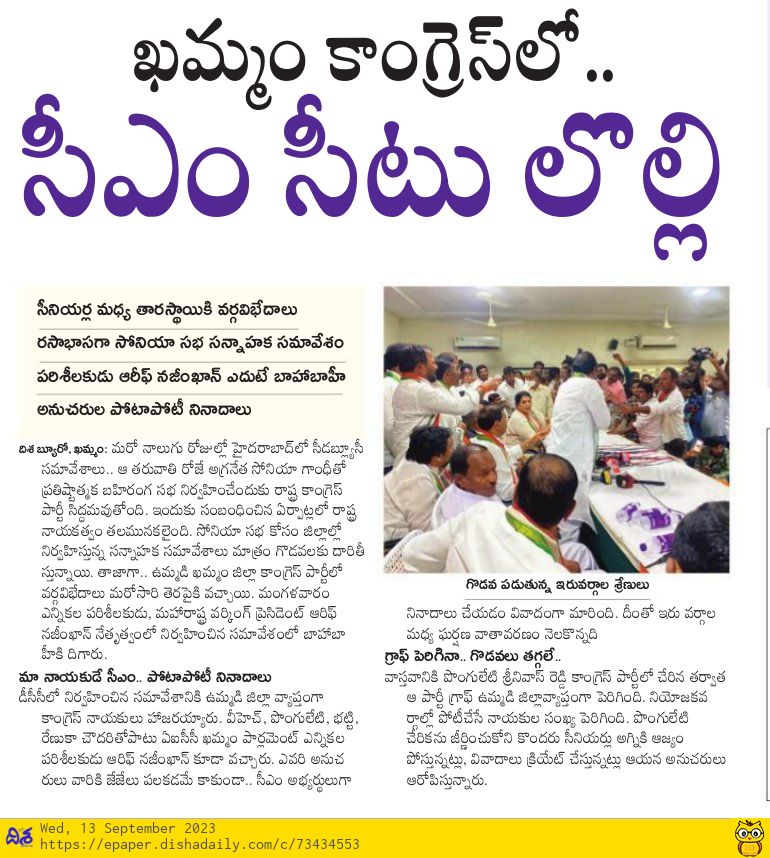 ఖమ్మం కాంగ్రెస్‌లో..
సీఎం సీటు లొల్లి
సీనియర్ల మధ్య తారస్థాయికి వర్గవిభేదాలు
రసాభాసగా సోనియా సభ సన్నాహక సమావేశం
పరిశీలకుడు ఆరీఫ్ నజీంఖాన్ ఎదుటే బాహాబాహీ
అనుచరుల పోటాపోటీ నినాదాలు
దిశ బ్యూరో, ఖమ్మం: మరో నాలుగు రోజుల్లో హైదరాబాద్‌లో సీడబ్ల్యూసీ
సమావేశాలు.. ఆ తరువాతి రోజే అగ్రనేత సోనియా గాంధీతో
ప్రతిష్ఠాత్మక బహిరంగ సభ నిర్వహించేందుకు రాష్ట్ర కాంగ్రెస్
పార్టీ సిద్ధమవుతోంది. ఇందుకు సంబంధించిన ఏర్పాట్లలో రాష్ట్ర
నాయకత్వం తలమునకలైంది. సోనియా సభ కోసం జిల్లాల్లో
నిర్వహిస్తున్న సన్నాహక సమావేశాలు మాత్రం గొడవలకు దారితీ
స్తున్నాయి. తాజాగా.. ఉమ్మడి ఖమ్మం జిల్లా కాంగ్రెస్ పార్టీలో
వర్గవిభేదాలు మరోసారి తెరపైకి వచ్చాయి. మంగళవారం
ఎన్నికల పరిశీలకుడు, మహారాష్ట్ర వర్కింగ్ ప్రెసిడెంట్ ఆరిఫ్
నజీంఖాన్ నేతృత్వంలో నిర్వహించిన సమావేశంలో బాహాబా
హీకి దిగారు.
మా నాయకుడే సీఎం.. పోటాపోటీ నినాదాలు
డీసీసీలో నిర్వహించిన సమావేశానికి ఉమ్మడి జిల్లా వ్యాప్తంగా
కాంగ్రెస్ నాయకులు హాజరయ్యారు. వీహెచ్, పొంగులేటి, భట్టి,
రేణుకా చౌదరితోపాటు ఏఐసీసీ ఖమ్మం పార్లమెంట్ ఎన్నికల
పరిశీలకుడు ఆరిఫ్ నజీంఖాన్ కూడా వచ్చారు. ఎవరి అనుచ
రులు వారికి జేజేలు పలకడమే కాకుండా.. సీఎం అభ్యర్థులుగా
గొడవ పడుతున్న ఇరువర్గాల శ్రేణులు
నినాదాలు చేయడం వివాదంగా మారింది. దీంతో ఇరు వర్గాల
మధ్య ఘర్షణ వాతావరణం నెలకొన్నది
గ్రాఫ్ పెరిగినా.. గొడవలు తగ్గలే..
వాస్తవానికి పొంగులేటి శ్రీనివాస్ రెడ్డి కాంగ్రెస్ పార్టీలో చేరిన తర్వాత
ఆ పార్టీ గ్రాఫ్ ఉమ్మడి జిల్లావ్యాప్తంగా పెరిగింది. నియోజకవ
ర్గాల్లో పోటీచేసే నాయకుల సంఖ్య పెరిగింది. పొంగులేటి
చేరికను జీర్ణించుకోని కొందరు సీనియర్లు అగ్నికి ఆజ్యం
పోస్తున్నట్లు, వివాదాలు క్రియేట్ చేస్తున్నట్లు ఆయన అనుచరులు
ఆరోపిస్తున్నారు.
దిశ
Wed, 13 September 2023
https://epaper.dishadaily.com/c/73434553